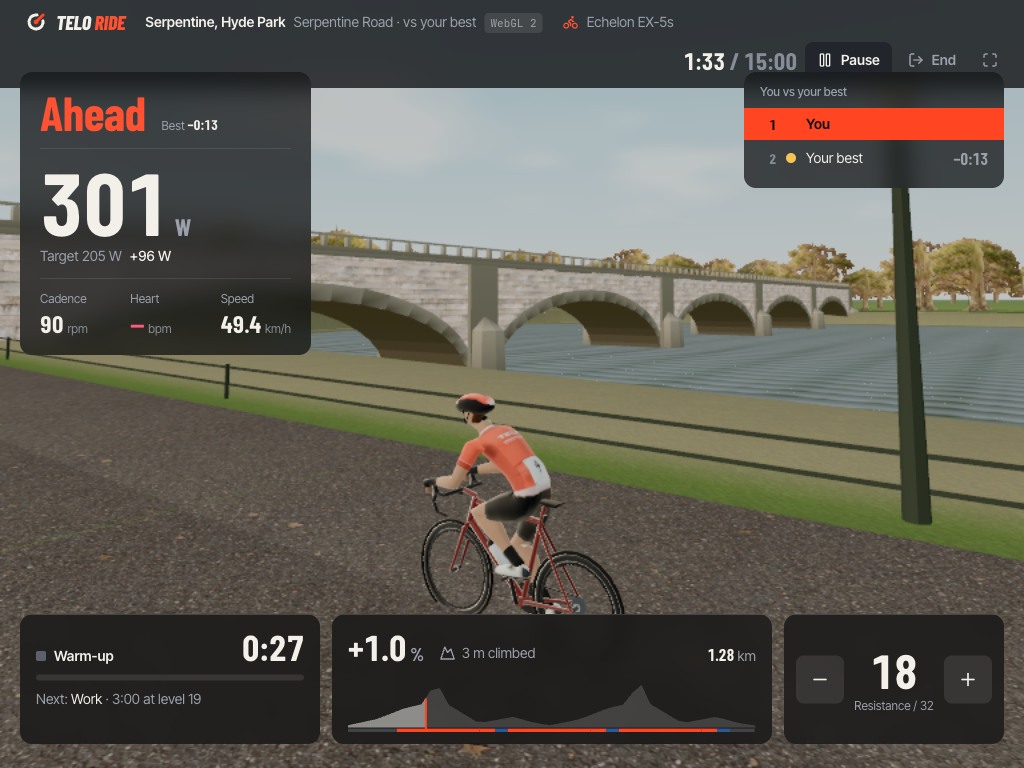 TELO RIDE Serpentine, Hyde Park Serpentine Road · vs your best WebGL 2 Echelon EX-5s
1:33 / 15:00 Pause End
Ahead Best −0:13
301 W
Target 205 W +96 W
Cadence Heart Speed
90 rpm — bpm 49.4 km/h
You vs your best
1 You
2 Your best −0:13
Warm-up 0:27
Next: Work · 3:00 at level 19
+1.0 % 3 m climbed 1.28 km
− 18 +
Resistance / 32